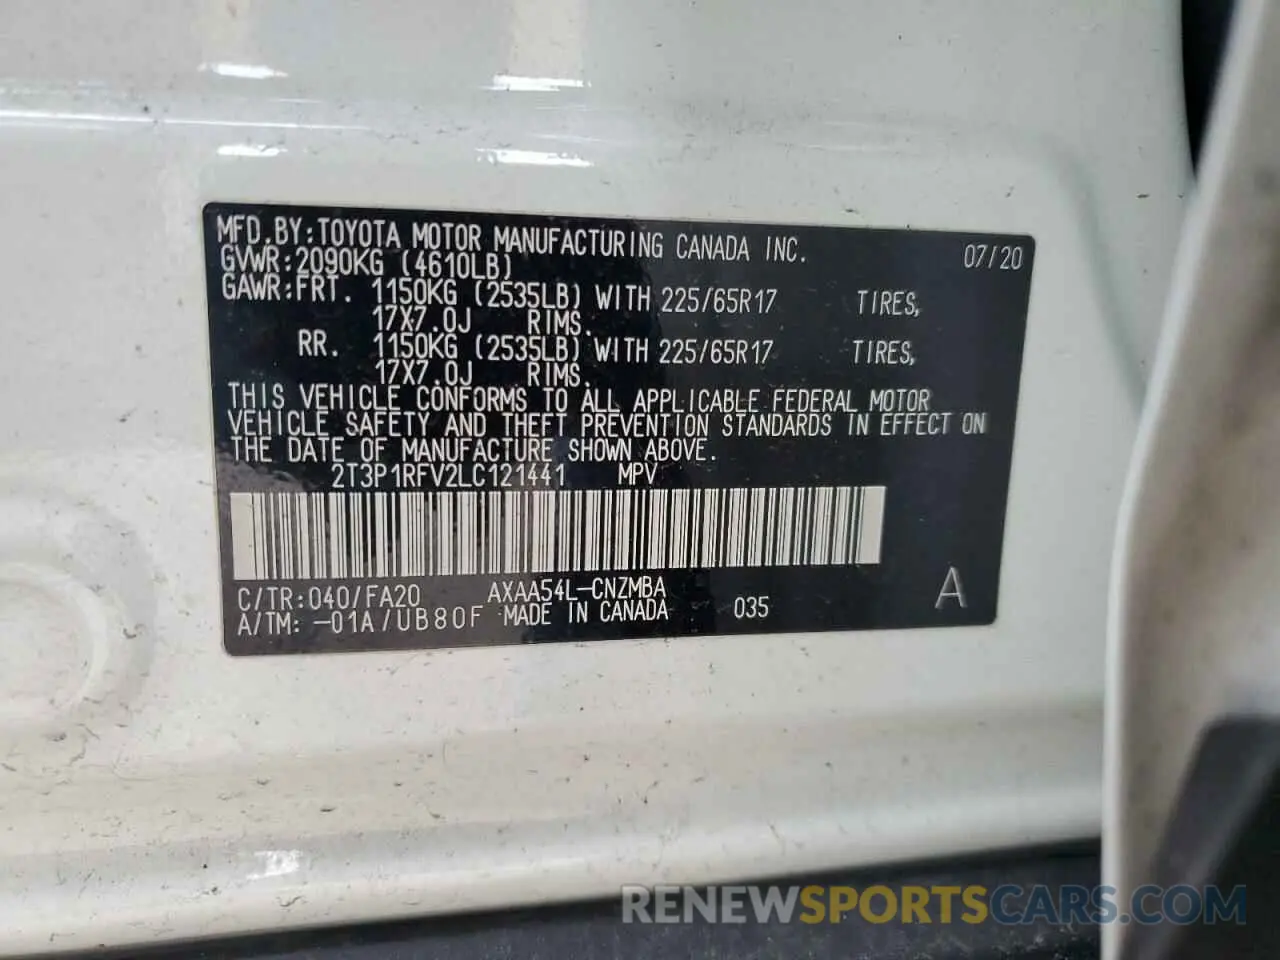 MFD.BY:TOYOTA MOTOR MANUFACTURING CANADA INC. 07/20
GVWR:2090KG (4610LB)
GAWR:FRT. 1150KG (2535LB) WITH 225/65R17 TIRES,
17X7.0J RIMS.
RR. 1150KG (2535LB) WITH 225/65R17 TIRES,
17X7.0J RIMS.
THIS VEHICLE CONFORMS TO ALL APPLICABLE FEDERAL MOTOR
VEHICLE SAFETY AND THEFT PREVENTION STANDARDS IN EFFECT ON
THE DATE OF MANUFACTURE SHOWN ABOVE.
2T3P1RFV2LC121441 MPV
C/TR:040/FA20 AXAA54L-CNZMBA
A/TM: -01A/UB80F MADE IN CANADA 035 A
RENEWSPORTSCARS.COM